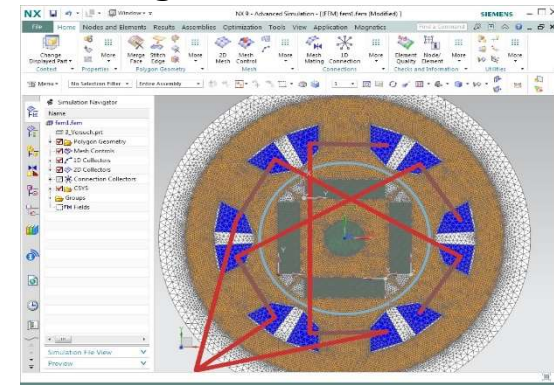 NX Window NX 9 - Advanced Simulation - [(FEM) fem1.fem (Modified) ] SIEMENS
File Home Nodes and Elements Results Assemblies Optimization Tools View Application Magnetics Find a Command
Change Displayed Part More Merge Face Stitch Edge More 2D Mesh Mesh Control More Mesh Mating 1D Connection More Element Quality Node/ Element More More
Context Properties Polygon Geometry Mesh Connections Checks and Information Utilities
Menu No Selection Filter Entire Assembly
Simulation Navigator
Name
fem1.fem
Polygon Geometry
Mesh Controls
1D Collectors
2D Collectors
Connection Collectors
CSYS
Groups
FM Fields
Simulation File View
Preview